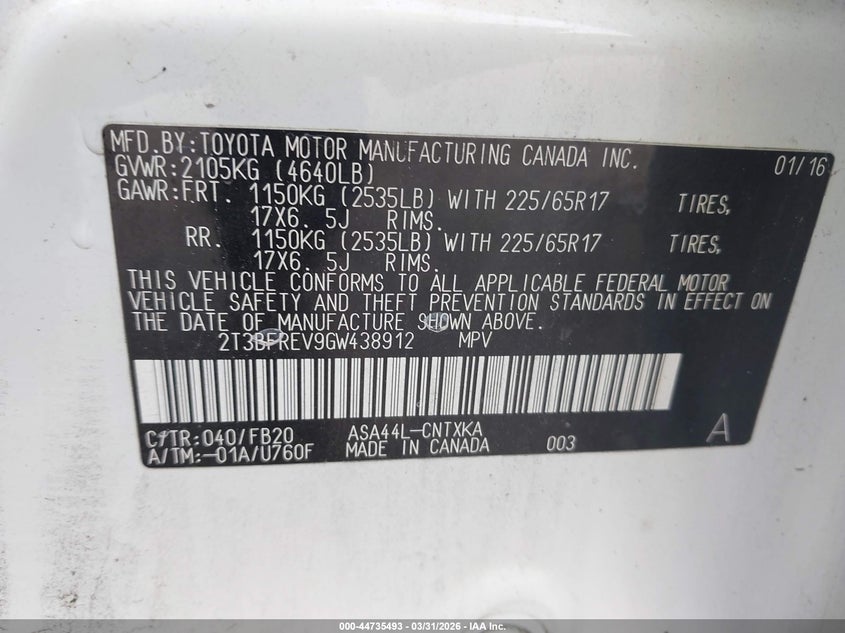 MFD.BY:TOYOTA MOTOR MANUFACTURING CANADA INC. 01/16
GVWR:2105KG (4640LB)
GAWR:FRT. 1150KG (2535LB) WITH 225/65R17 TIRES,
17X6. 5J RIMS.
RR. 1150KG (2535LB) WITH 225/65R17 TIRES,
17X6. 5J RIMS.
THIS VEHICLE CONFORMS TO ALL APPLICABLE FEDERAL MOTOR
VEHICLE SAFETY AND THEFT PREVENTION STANDARDS IN EFFECT ON
THE DATE OF MANUFACTURE SHOWN ABOVE.
2T3BFREV9GW438912 MPV
C/TR:040/FB20 ASA44L-CNTXKA 003 A
A/TM:-01A/U760F MADE IN CANADA
000-44735493 - 03/31/2026 - IAA Inc.